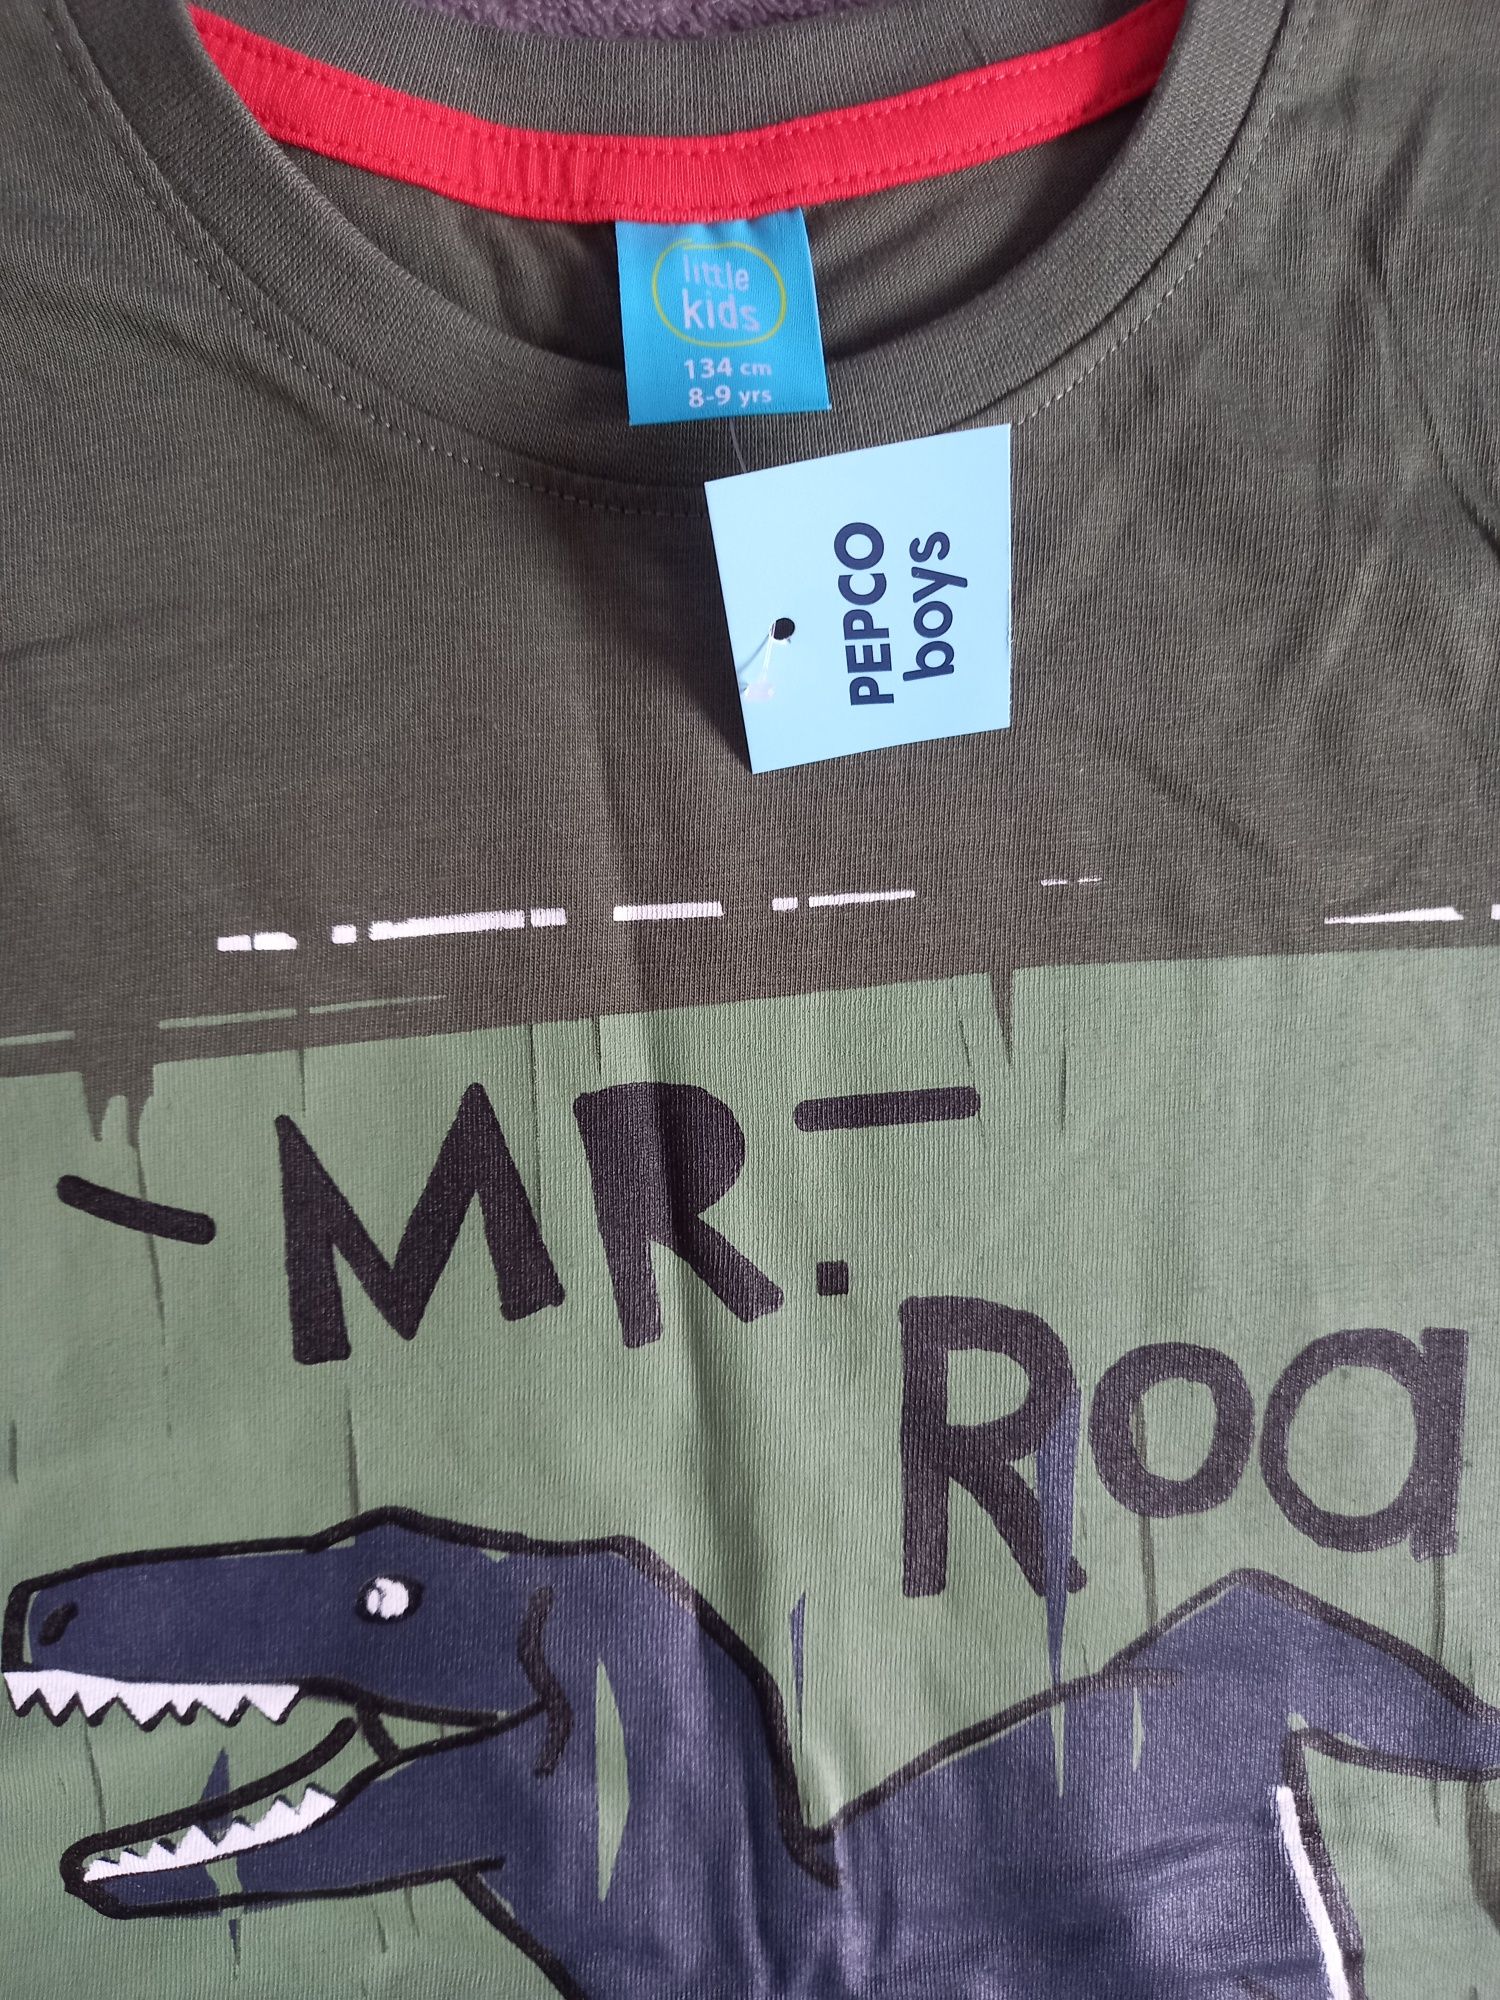 little
kids
134 cm
8-9 yrs
PEPCO
boys
MR.
Roa